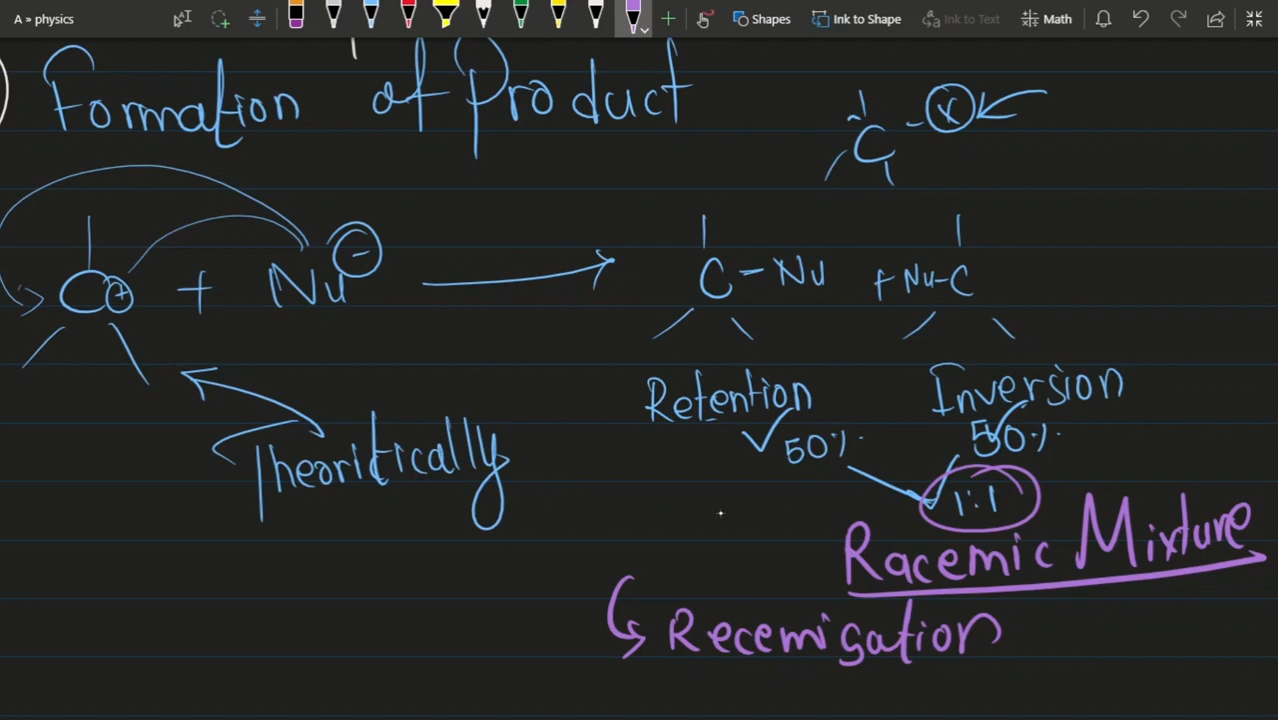 A » physics
Shapes
Ink to Shape
Ink to Text
Math
Formation of Product
C - X
C+ + Nu- → C-Nu + Nu-C
Retention Inversion
50% 50%
Theoritically
1:1
Racemic Mixture
Recemisation